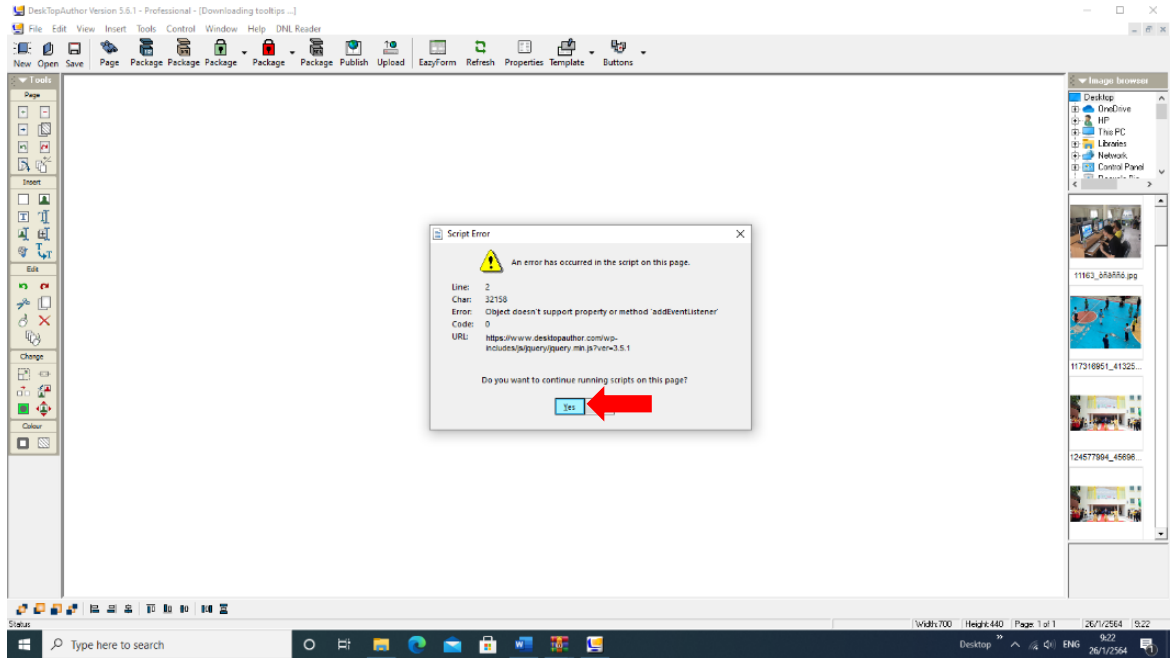 DeskTopAuthor Version 5.6.1 - Professional - [Downloading tooltips ...]
File Edit View Insert Tools Control Window Help DNL Reader
New Open Save Page Package Package Package Package Package Publish Upload EazyForm Refresh Properties Template Buttons
Tools
Page
Insert
Edit
Change
Colour
Image browser
Desktop
OneDrive
HP
This PC
Libraries
Network
Control Panel
117316951_41325...
124577994_45696...
Script Error
An error has occurred in the script on this page.
Line: 2
Char: 32158
Error: Object doesn't support property or method 'addEventListener'
Code: 0
URL: https://www.desktopauthor.com/wp-
includes/js/jquery/jquery.min.js?ver=3.5.1
Do you want to continue running scripts on this page?
Yes
Status
Width:700 Height:440 Page: 1 of 1 26/1/2564 9:22
Type here to search
Desktop ENG 9:22
26/1/2564